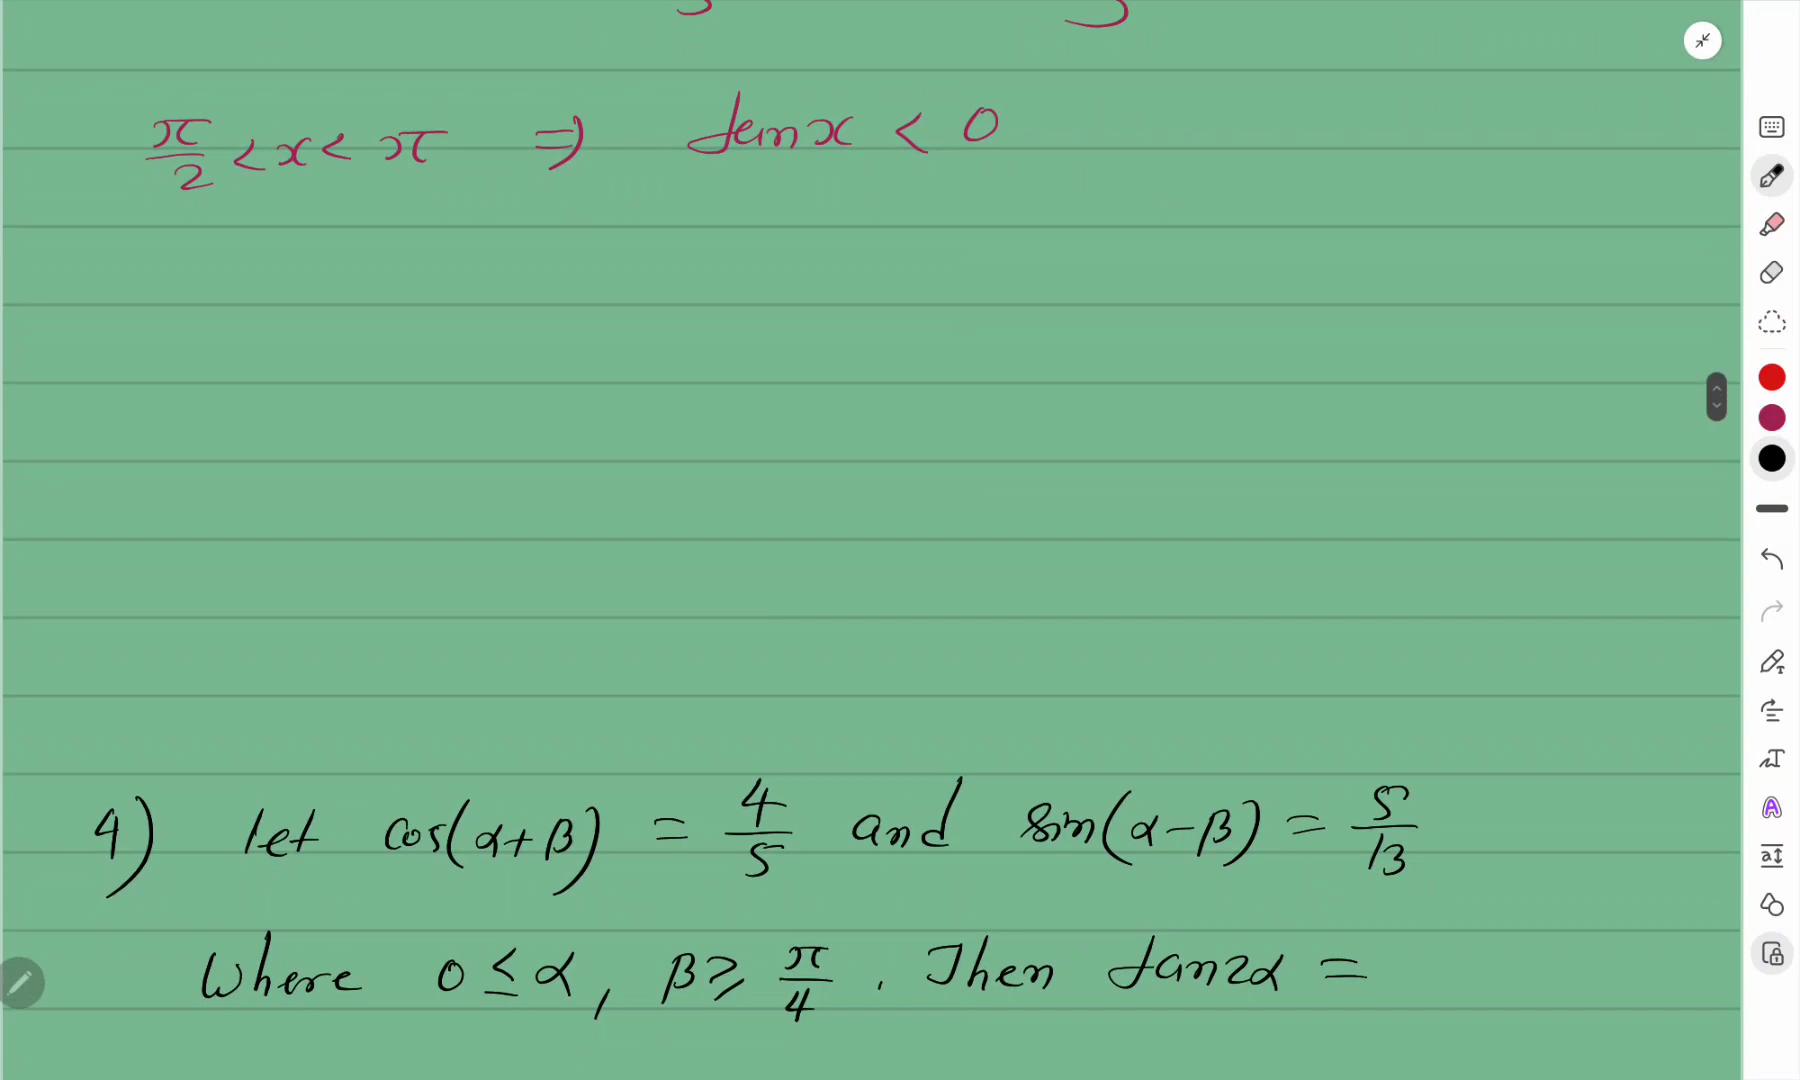 π/2 < x < π ⇒ tan x < 0
4) let cos(α+β) = 4/5 and sin(α-β) = 5/13
Where 0 ≤ α, β ≥ π/4. Then tan2α =